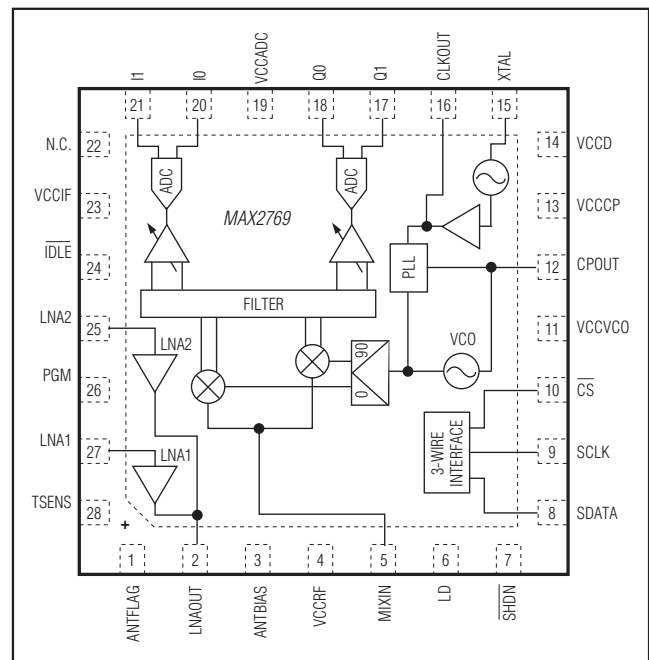 I1
I0
VCCADC
Q0
Q1
CLKOUT
XTAL
21
20
19
18
17
16
15
N.C.
22
14
VCCD
ADC
ADC
VCCIF
23
MAX2769
13
VCCCP
IDLE
24
PLL
12
CPOUT
FILTER
LNA2
25
LNA2
90
0
VCO
11
VCCVCO
PGM
26
10
CS
LNA1
27
LNA1
3-WIRE
INTERFACE
9
SCLK
TSENS
28
8
SDATA
+
1
2
3
4
5
6
7
ANTFLAG
LNAOUT
ANTBIAS
VCCRF
MIXIN
LD
SHDN